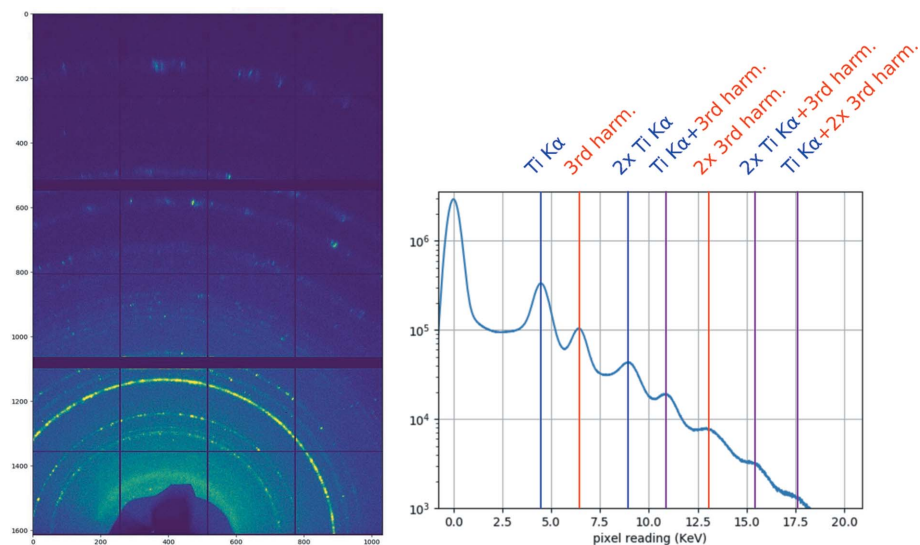 0
200
400
600
800
1000
1200
1400
1600
0 200 400 600 800 1000
Ti Kα
3rd harm.
2x Ti Kα
Ti Kα+3rd harm.
2x 3rd harm.
2x Ti Kα+3rd harm.
Ti Kα+2x 3rd harm.
10⁶
10⁵
10⁴
10³
0.0 2.5 5.0 7.5 10.0 12.5 15.0 17.5 20.0
pixel reading (KeV)